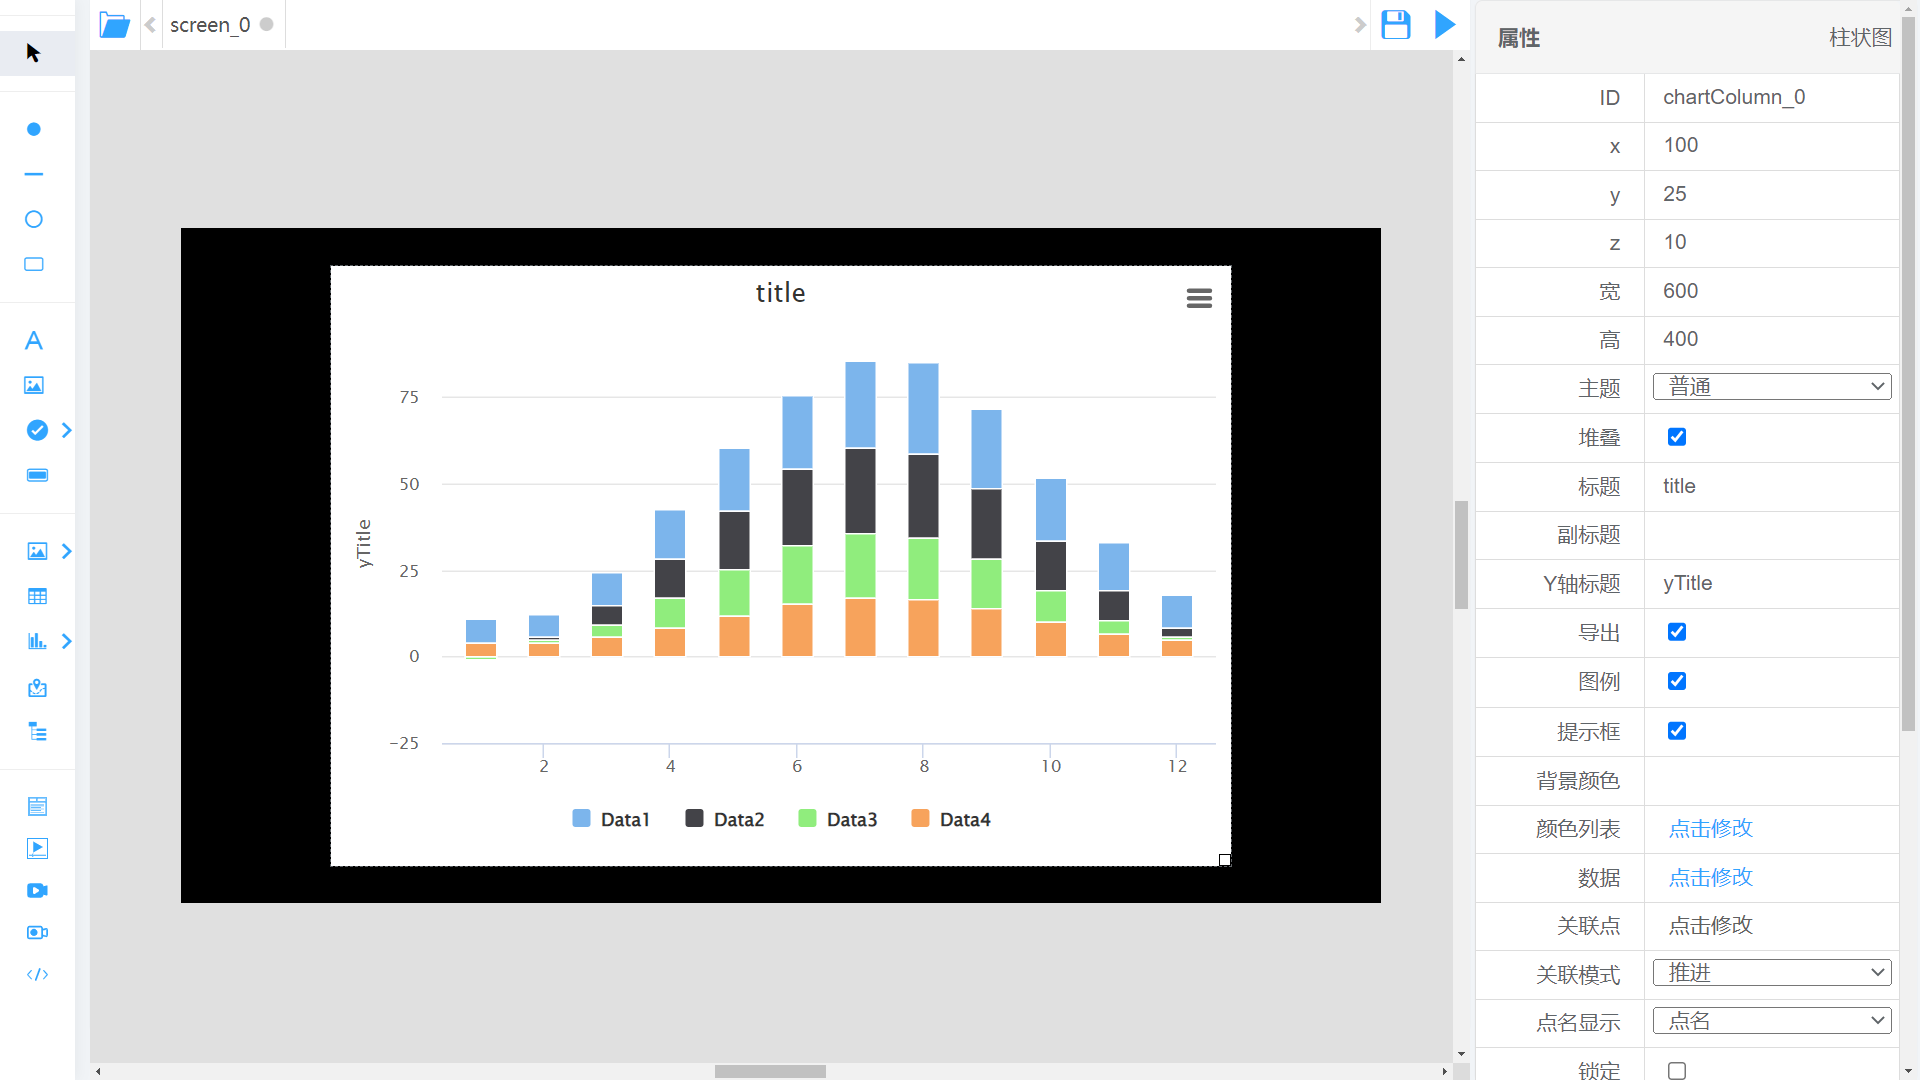 screen_0
title
75
50
25
0
−25
yTitle
2
4
6
8
10
12
Data1
Data2
Data3
Data4
属性 柱状图
ID chartColumn_0
x 100
y 25
z 10
宽 600
高 400
主题 普通
堆叠
标题 title
副标题
Y轴标题 yTitle
导出
图例
提示框
背景颜色
颜色列表 点击修改
数据 点击修改
关联点 点击修改
关联模式 推进
点名显示 点名
锁定